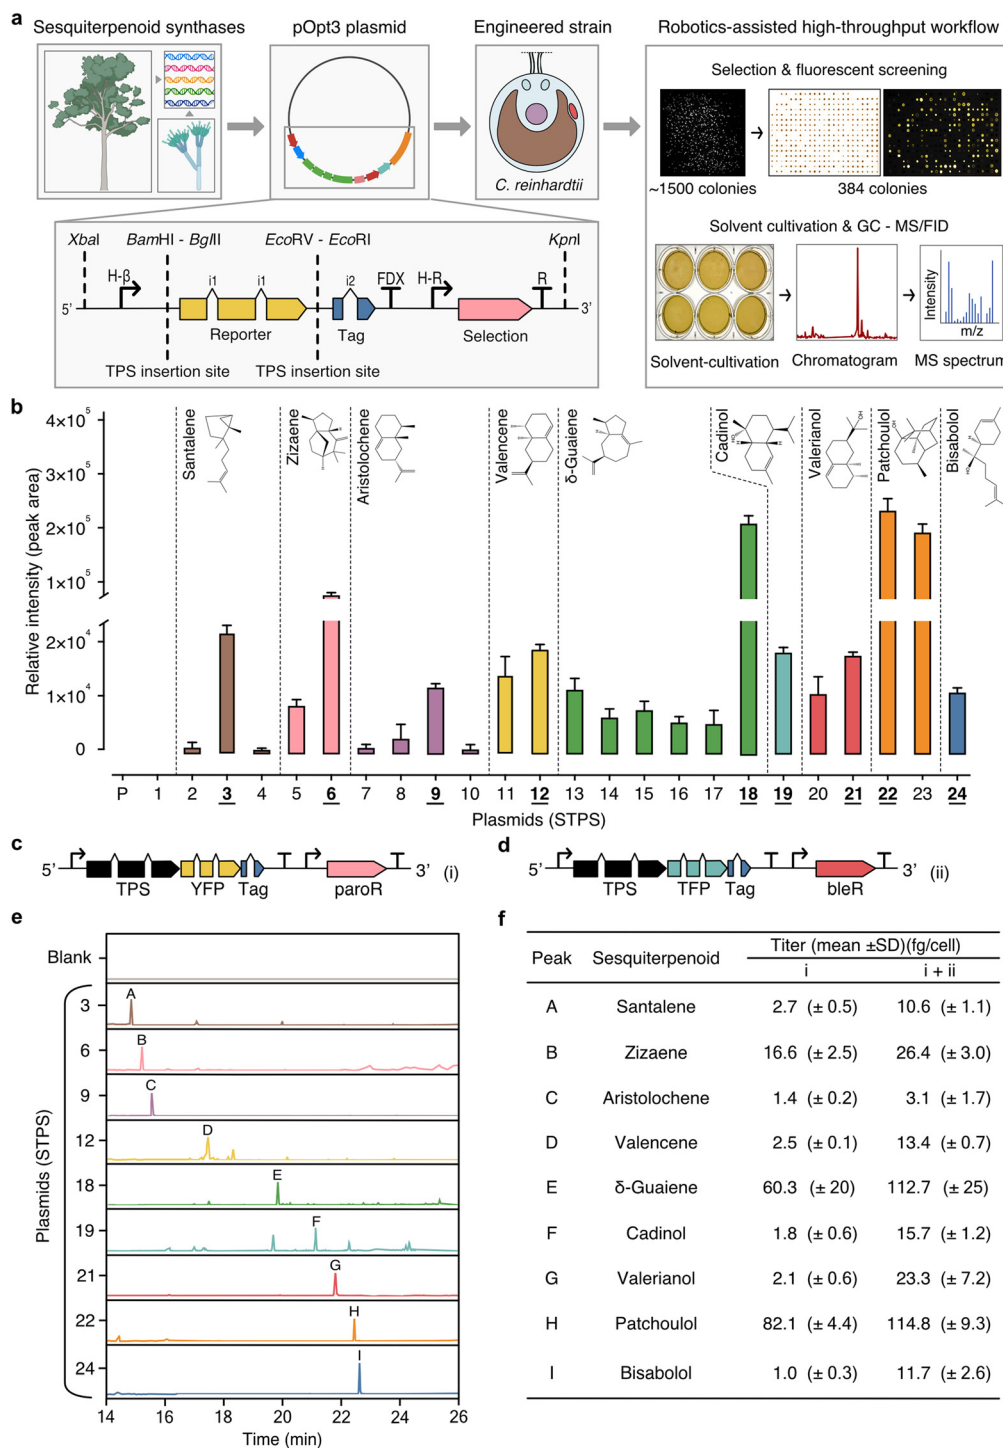 a
Sesquiterpenoid synthases
pOpt3 plasmid
Engineered strain
Robotics-assisted high-throughput workflow
Selection & fluorescent screening
C. reinhardtii
~1500 colonies
384 colonies
Solvent cultivation & GC - MS/FID
XbaI
BamHI - BglII
EcoRV - EcoRI
KpnI
H-β
i1
i1
i2
FDX
H-R
R
5'
3'
Reporter
Tag
Selection
TPS insertion site
TPS insertion site
Intensity
m/z
Solvent-cultivation
Chromatogram
MS spectrum
b
Relative intensity (peak area)
4×10⁵
3×10⁵
2×10⁵
1×10⁵
2×10⁴
1×10⁴
0
Santalene
Zizaene
Aristolochene
Valencene
δ-Guaiene
Cadinol
Valerianol
Patchoulol
Bisabolol
P 1 2 3 4 5 6 7 8 9 10 11 12 13 14 15 16 17 18 19 20 21 22 23 24
Plasmids (STPS)
c
5' TPS YFP Tag paroR 3' (i)
d
5' TPS TFP Tag bleR 3' (ii)
e
Plasmids (STPS)
Blank
3 A
6 B
9 C
12 D
18 E
19 F
21 G
22 H
24 I
14 16 18 20 22 24 26
Time (min)
f
Peak Sesquiterpenoid Titer (mean ±SD)(fg/cell)
i i + ii
A Santalene 2.7 (± 0.5) 10.6 (± 1.1)
B Zizaene 16.6 (± 2.5) 26.4 (± 3.0)
C Aristolochene 1.4 (± 0.2) 3.1 (± 1.7)
D Valencene 2.5 (± 0.1) 13.4 (± 0.7)
E δ-Guaiene 60.3 (± 20) 112.7 (± 25)
F Cadinol 1.8 (± 0.6) 15.7 (± 1.2)
G Valerianol 2.1 (± 0.6) 23.3 (± 7.2)
H Patchoulol 82.1 (± 4.4) 114.8 (± 9.3)
I Bisabolol 1.0 (± 0.3) 11.7 (± 2.6)